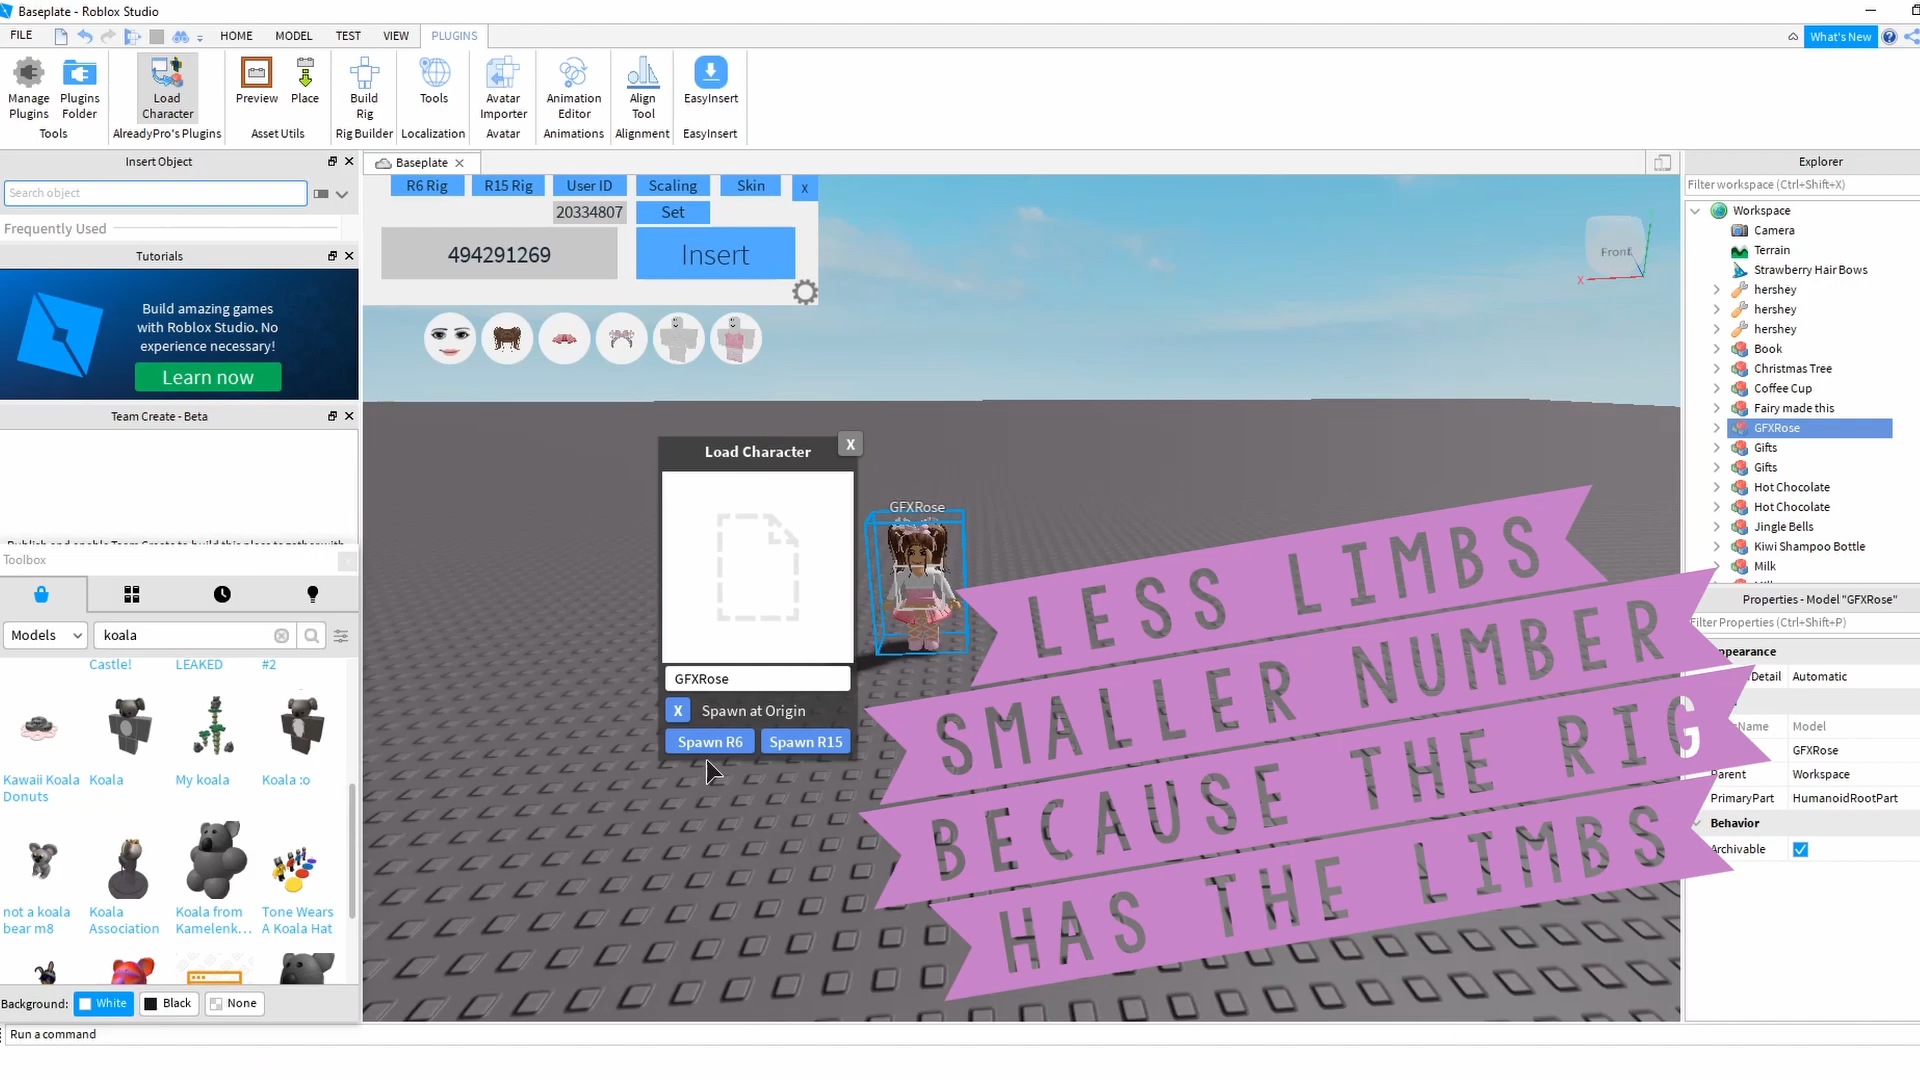 Baseplate - Roblox Studio
FILE
HOME
MODEL
TEST
VIEW
PLUGINS
What's New
Manage
Plugins
Plugins
Folder
Tools
Load
Character
AlreadyPro's Plugins
Preview
Place
Asset Utils
Build
Rig
Rig Builder
Tools
Localization
Avatar
Importer
Avatar
Animation
Editor
Animations
Align
Tool
Alignment
EasyInsert
EasyInsert
Insert Object
Search object
Frequently Used
Tutorials
Build amazing games
with Roblox Studio. No
experience necessary!
Learn now
Team Create - Beta
Toolbox
Models
koala
Castle!
LEAKED
#2
Kawaii Koala
Donuts
Koala
My koala
Koala :o
not a koala
bear m8
Koala
Association
Koala from
Kamelenk...
Tone Wears
A Koala Hat
Background:
White
Black
None
Run a command
Baseplate
R6 Rig
R15 Rig
User ID
Scaling
Skin
x
20334807
Set
494291269
Insert
Front
X
Load Character
X
GFXRose
X
Spawn at Origin
Spawn R6
Spawn R15
GFXRose
LESS LIMBS
SMALLER NUMBER
BECAUSE THE RIG
HAS THE LIMBS
Explorer
Filter workspace (Ctrl+Shift+X)
Workspace
Camera
Terrain
Strawberry Hair Bows
hershey
hershey
hershey
Book
Christmas Tree
Coffee Cup
Fairy made this
GFXRose
Gifts
Gifts
Hot Chocolate
Hot Chocolate
Jingle Bells
Kiwi Shampoo Bottle
Milk
Properties - Model "GFXRose"
Filter Properties (Ctrl+Shift+P)
Automatic
Model
GFXRose
Parent
Workspace
PrimaryPart
HumanoidRootPart
Behavior
Archivable